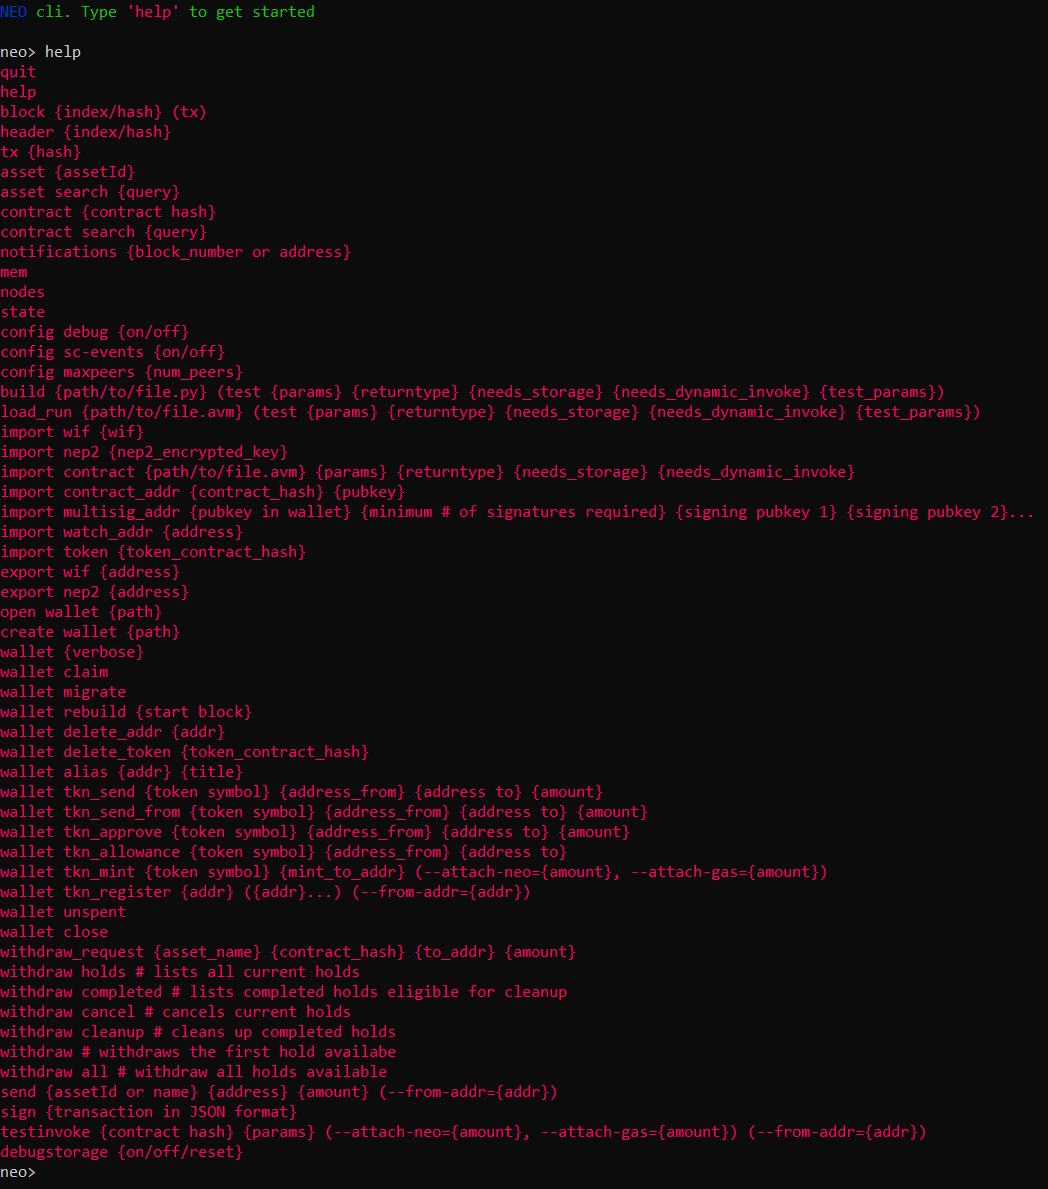 NEO cli. Type 'help' to get started
neo> help
quit
help
block {index/hash} (tx)
header {index/hash}
tx {hash}
asset {assetId}
asset search {query}
contract {contract hash}
contract search {query}
notifications {block_number or address}
mem
nodes
state
config debug {on/off}
config sc-events {on/off}
config maxpeers {num_peers}
build {path/to/file.py} (test {params} {returntype} {needs_storage} {needs_dynamic_invoke} {test_params})
load_run {path/to/file.avm} (test {params} {returntype} {needs_storage} {needs_dynamic_invoke} {test_params})
import wif {wif}
import nep2 {nep2_encrypted_key}
import contract {path/to/file.avm} {params} {returntype} {needs_storage} {needs_dynamic_invoke}
import contract_addr {contract_hash} {pubkey}
import multisig_addr {pubkey in wallet} {minimum # of signatures required} {signing pubkey 1} {signing pubkey 2}...
import watch_addr {address}
import token {token_contract_hash}
export wif {address}
export nep2 {address}
open wallet {path}
create wallet {path}
wallet {verbose}
wallet claim
wallet migrate
wallet rebuild {start block}
wallet delete_addr {addr}
wallet delete_token {token_contract_hash}
wallet alias {addr} {title}
wallet tkn_send {token symbol} {address_from} {address to} {amount}
wallet tkn_send_from {token symbol} {address_from} {address to} {amount}
wallet tkn_approve {token symbol} {address_from} {address to} {amount}
wallet tkn_allowance {token symbol} {address_from} {address to}
wallet tkn_mint {token symbol} {mint_to_addr} (--attach-neo={amount}, --attach-gas={amount})
wallet tkn_register {addr} ({addr}...) (--from-addr={addr})
wallet unspent
wallet close
withdraw_request {asset_name} {contract_hash} {to_addr} {amount}
withdraw holds # lists all current holds
withdraw completed # lists completed holds eligible for cleanup
withdraw cancel # cancels current holds
withdraw cleanup # cleans up completed holds
withdraw # withdraws the first hold availabe
withdraw all # withdraw all holds available
send {assetId or name} {address} {amount} (--from-addr={addr})
sign {transaction in JSON format}
testinvoke {contract hash} {params} (--attach-neo={amount}, --attach-gas={amount}) (--from-addr={addr})
debugstorage {on/off/reset}
neo>